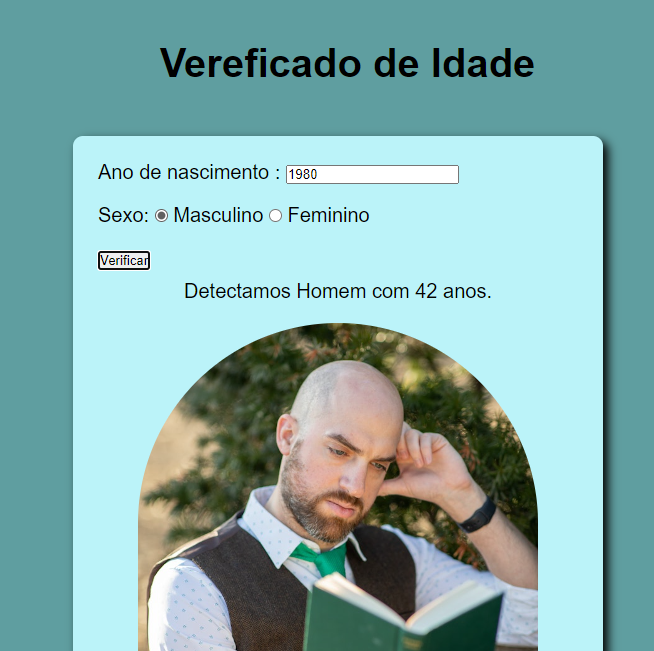 Vereficado de Idade
Ano de nascimento : 1980
Sexo: Masculino Feminino
Verificar
Detectamos Homem com 42 anos.